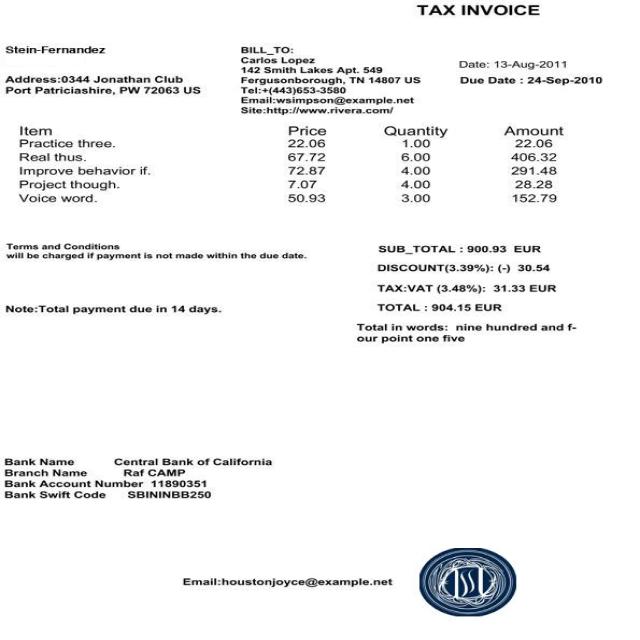 TAX INVOICE
Stein-Fernandez
Address:0344 Jonathan Club
Port Patriciashire, PW 72063 US
BILL_TO:
Carlos Lopez
142 Smith Lakes Apt. 549
Fergusonborough, TN 14807 US
Tel:+(443)653-3580
Email:wsimpson@example.net
Site:http://www.rivera.com/
Date: 13-Aug-2011
Due Date : 24-Sep-2010
Item Price Quantity Amount
Practice three. 22.06 1.00 22.06
Real thus. 67.72 6.00 406.32
Improve behavior if. 72.87 4.00 291.48
Project though. 7.07 4.00 28.28
Voice word. 50.93 3.00 152.79
Terms and Conditions
will be charged if payment is not made within the due date.
Note:Total payment due in 14 days.
SUB_TOTAL : 900.93 EUR
DISCOUNT(3.39%): (-) 30.54
TAX:VAT (3.48%): 31.33 EUR
TOTAL : 904.15 EUR
Total in words: nine hundred and f-
our point one five
Bank Name Central Bank of California
Branch Name Raf CAMP
Bank Account Number 11890351
Bank Swift Code SBININBB250
Email:houstonjoyce@example.net